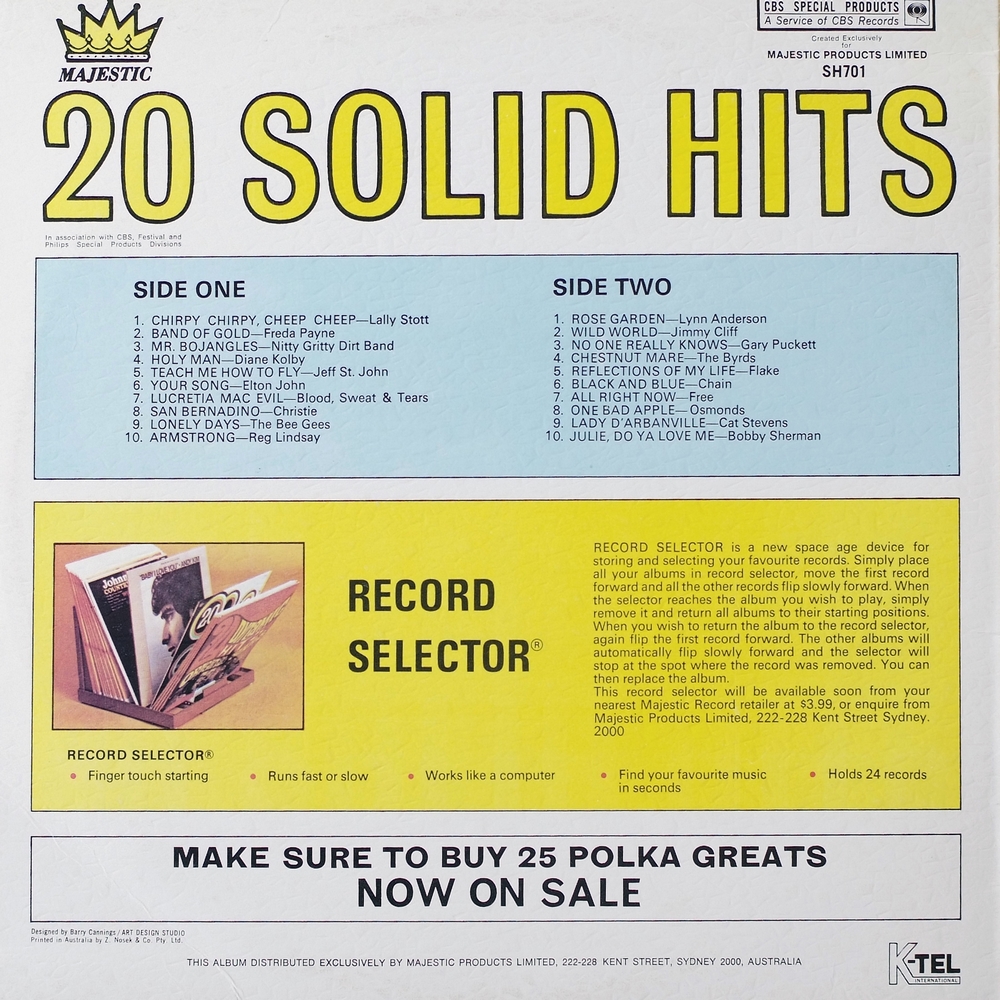 MAJESTIC
CBS SPECIAL PRODUCTS
A Service of CBS Records
Created Exclusively
for
MAJESTIC PRODUCTS LIMITED
SH701
20 SOLID HITS
In association with CBS, Festival and
Philips Special Products Divisions
SIDE ONE
1. CHIRPY CHIRPY, CHEEP CHEEP—Lally Stott
2. BAND OF GOLD—Freda Payne
3. MR. BOJANGLES—Nitty Gritty Dirt Band
4. HOLY MAN—Diane Kolby
5. TEACH ME HOW TO FLY—Jeff St. John
6. YOUR SONG—Elton John
7. LUCRETIA MAC EVIL—Blood, Sweat & Tears
8. SAN BERNADINO—Christie
9. LONELY DAYS—The Bee Gees
10. ARMSTRONG—Reg Lindsay
SIDE TWO
1. ROSE GARDEN—Lynn Anderson
2. WILD WORLD—Jimmy Cliff
3. NO ONE REALLY KNOWS—Gary Puckett
4. CHESTNUT MARE—The Byrds
5. REFLECTIONS OF MY LIFE—Flake
6. BLACK AND BLUE—Chain
7. ALL RIGHT NOW—Free
8. ONE BAD APPLE—Osmonds
9. LADY D'ARBANVILLE—Cat Stevens
10. JULIE, DO YA LOVE ME—Bobby Sherman
"BABY I LOVE YOU"
RECORD
SELECTOR®
RECORD SELECTOR is a new space age device for
storing and selecting your favourite records. Simply place
all your albums in record selector, move the first record
forward and all the other records flip slowly forward. When
the selector reaches the album you wish to play, simply
remove it and return all albums to their starting positions.
When you wish to return the album to the record selector,
again flip the first record forward. The other albums will
automatically flip slowly forward and the selector will
stop at the spot where the record was removed. You can
then replace the album.
This record selector will be available soon from your
nearest Majestic Record retailer at $3.99, or enquire from
Majestic Products Limited, 222-228 Kent Street Sydney.
2000
RECORD SELECTOR®
• Finger touch starting
• Runs fast or slow
• Works like a computer
• Find your favourite music
in seconds
• Holds 24 records
MAKE SURE TO BUY 25 POLKA GREATS
NOW ON SALE
Designed by Barry Cannings/ART DESIGN STUDIO
Printed in Australia by Z. Nosek & Co. Pty. Ltd.
THIS ALBUM DISTRIBUTED EXCLUSIVELY BY MAJESTIC PRODUCTS LIMITED, 222-228 KENT STREET, SYDNEY 2000, AUSTRALIA
K-TEL
INTERNATIONAL